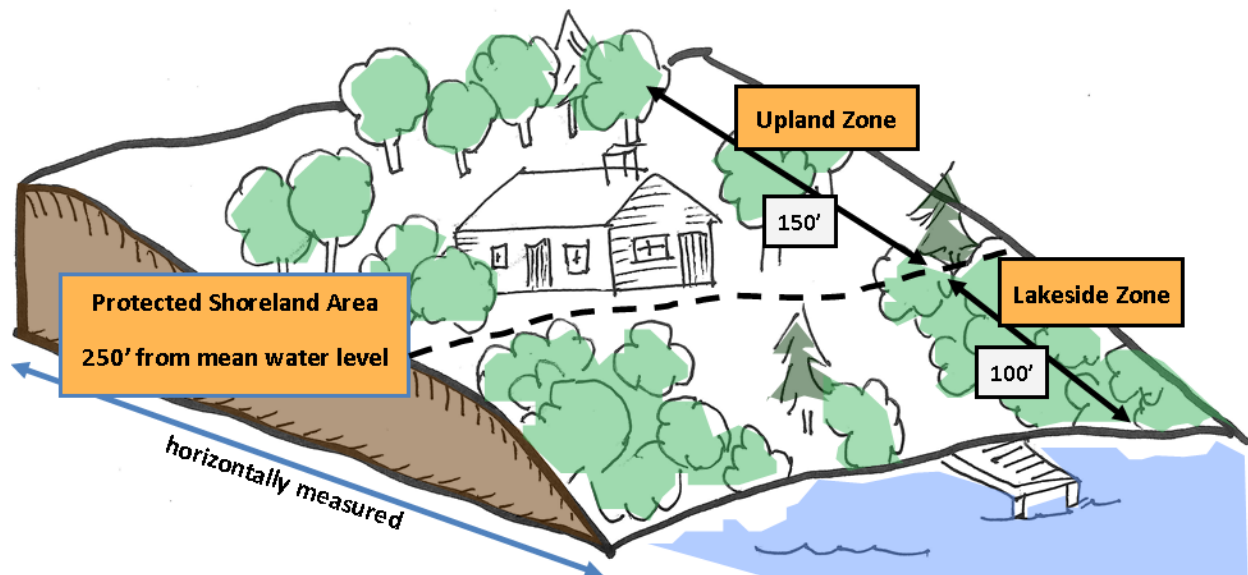 Upland Zone
150’
Protected Shoreland Area
250’ from mean water level
Lakeside Zone
100’
horizontally measured